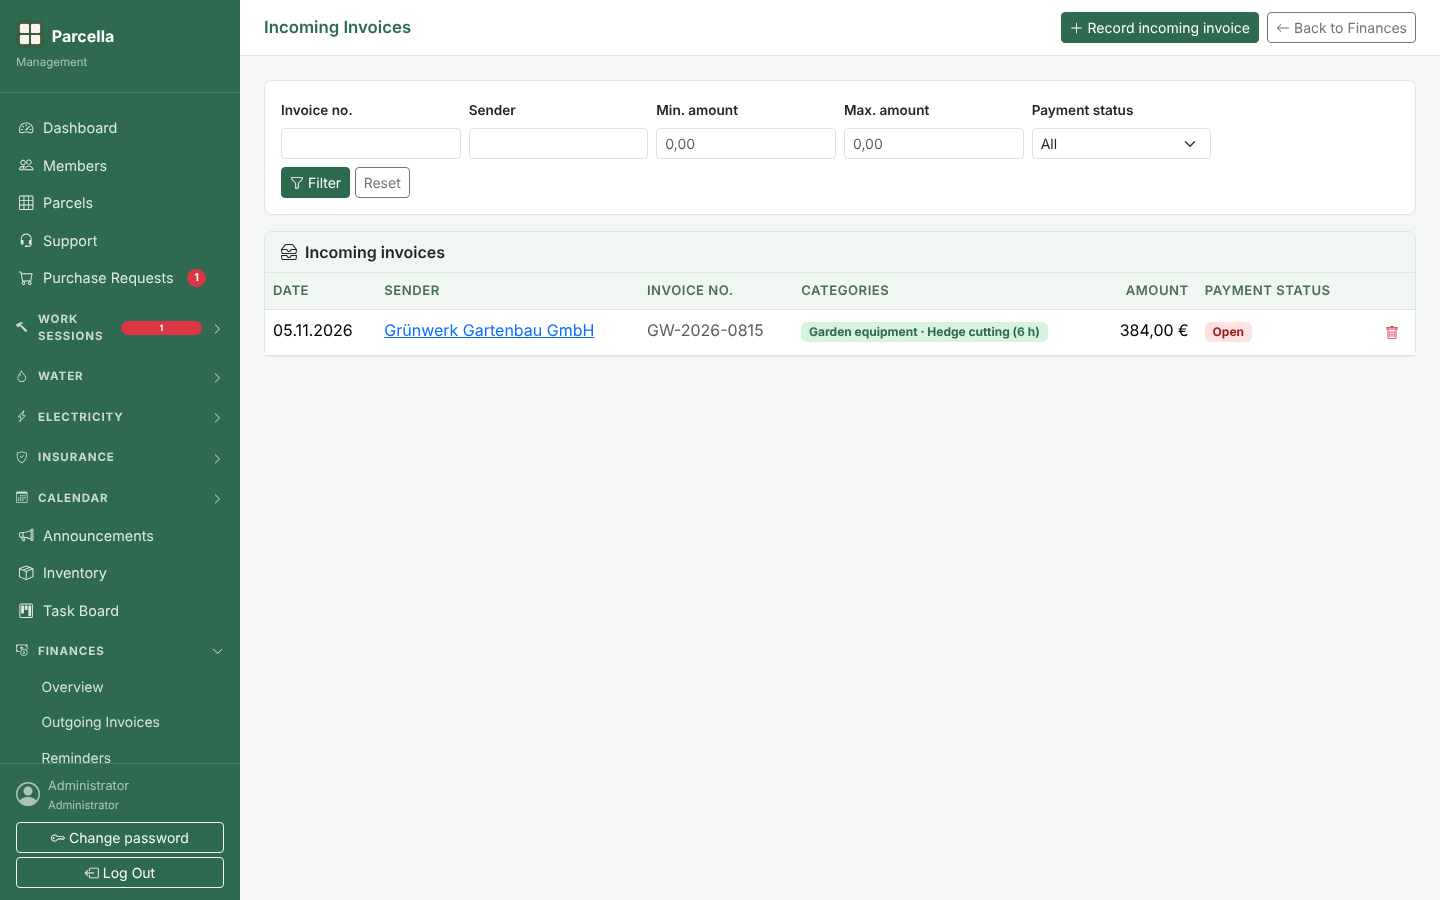 Parcella
Management
Dashboard
Members
Parcels
Support
Purchase Requests 1
WORK SESSIONS 1
WATER
ELECTRICITY
INSURANCE
CALENDAR
Announcements
Inventory
Task Board
FINANCES
Overview
Outgoing Invoices
Reminders
Administrator
Administrator
Change password
Log Out
Incoming Invoices
Record incoming invoice
Back to Finances
Invoice no. Sender Min. amount Max. amount Payment status
0,00 0,00 All
Filter Reset
Incoming invoices
DATE SENDER INVOICE NO. CATEGORIES AMOUNT PAYMENT STATUS
05.11.2026 Grünwerk Gartenbau GmbH GW-2026-0815 Garden equipment · Hedge cutting (6 h) 384,00 € Open